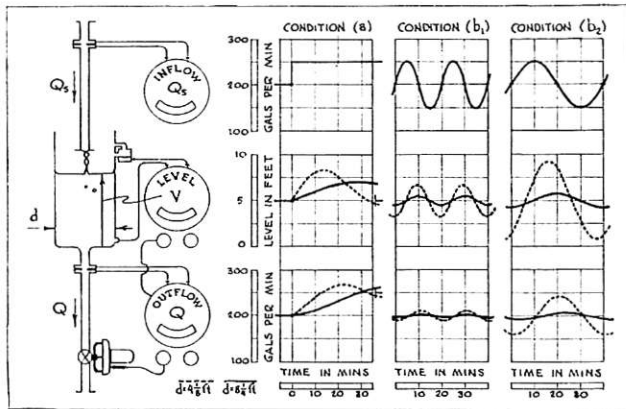 CONDITION (a)
CONDITION (b₁)
CONDITION (b₂)
Qs
INFLOW
Qs
GALS PER MIN
300
200
100
LEVEL
V
d
LEVEL IN FEET
10
5
0
Q
OUTFLOW
Q
GALS PER MIN
300
200
100
TIME IN MINS
TIME IN MINS
TIME IN MINS
0 10 20 30
10 20 30
10 20 30